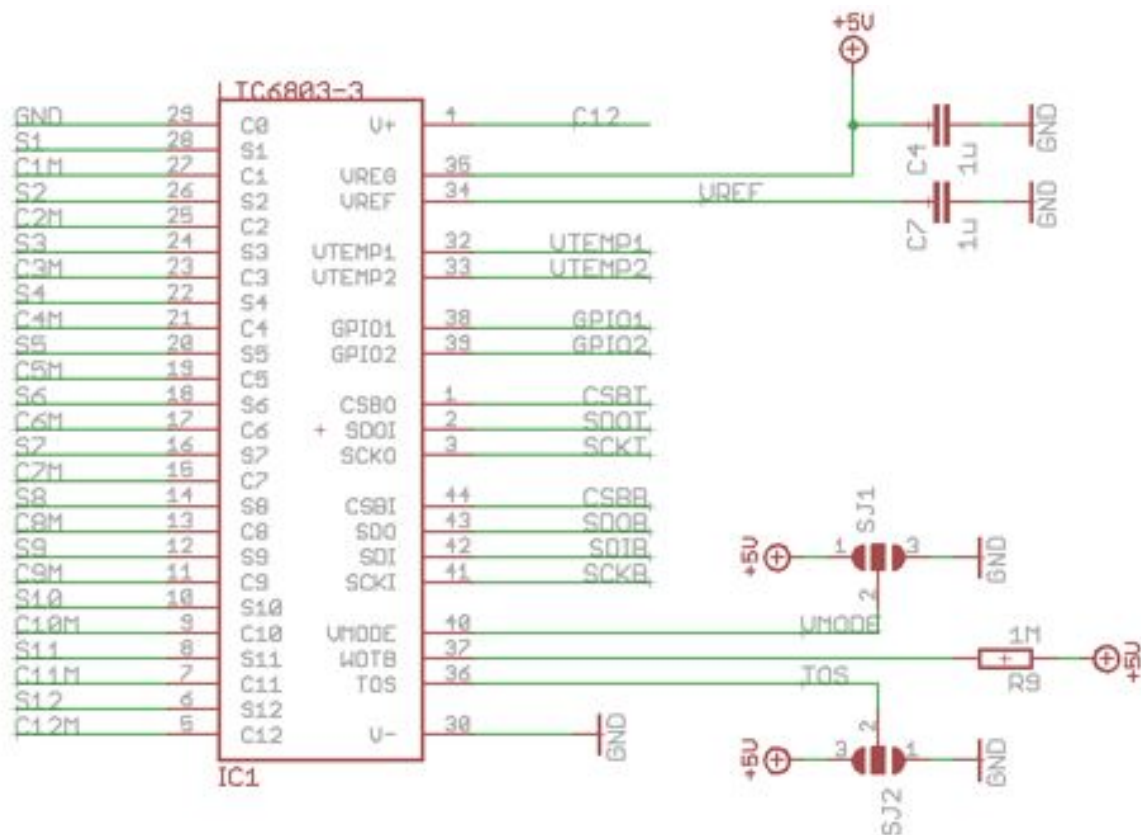 +5V
TC6803-3
GND 29 C0 V+ 4 C12
S1 28 S1
C1M 27 C1 VREG 35
S2 26 S2 VREF 34 VREF
C2M 25 C2
S3 24 S3 VTEMP1 32 VTEMP1
C3M 23 C3 VTEMP2 33 VTEMP2
S4 22 S4
C4M 21 C4 GPIO1 38 GPIO1
S5 20 S5 GPIO2 39 GPIO2
C5M 19 C5
S6 18 S6 CSBO 1 CSBT
C6M 17 C6 SDOI 2 SDOT
S7 16 S7 SCKO 3 SCKT
C7M 15 C7
S8 14 S8 CSBI 44 CSBB
C8M 13 C8 SDO 43 SDOB
S9 12 S9 SDI 42 SDIB
C9M 11 C9 SCKI 41 SCKB
S10 10 S10
C10M 9 C10 VMODE 40 VMODE
S11 8 S11 WDTB 37
C11M 7 C11 TOS 36 TOS
S12 6 S12
C12M 5 C12 V- 30 GND
IC1
C4 1u GND
C7 1u GND
SJ1
+5V 1 3 GND
2
1M
R9 +5V
2
+5V 3 1 GND
SJ2